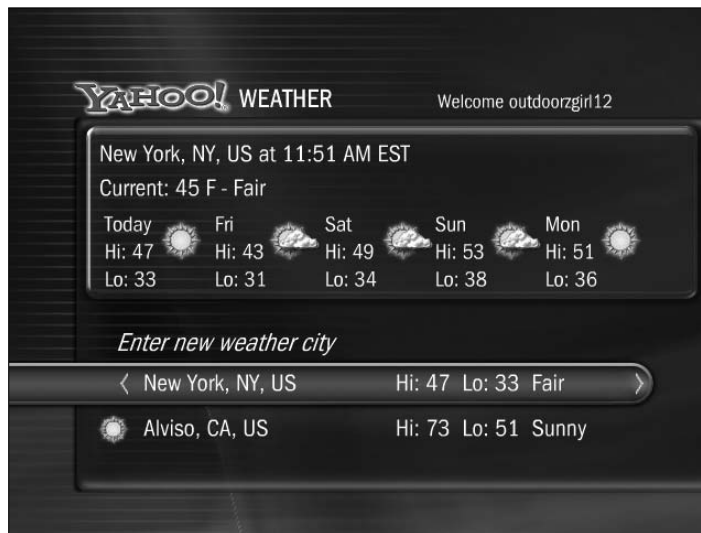 YAHOO! WEATHER Welcome outdoorzgirl12
New York, NY, US at 11:51 AM EST
Current: 45 F - Fair
Today Fri Sat Sun Mon
Hi: 47 Hi: 43 Hi: 49 Hi: 53 Hi: 51
Lo: 33 Lo: 31 Lo: 34 Lo: 38 Lo: 36
Enter new weather city
New York, NY, US Hi: 47 Lo: 33 Fair
Alviso, CA, US Hi: 73 Lo: 51 Sunny